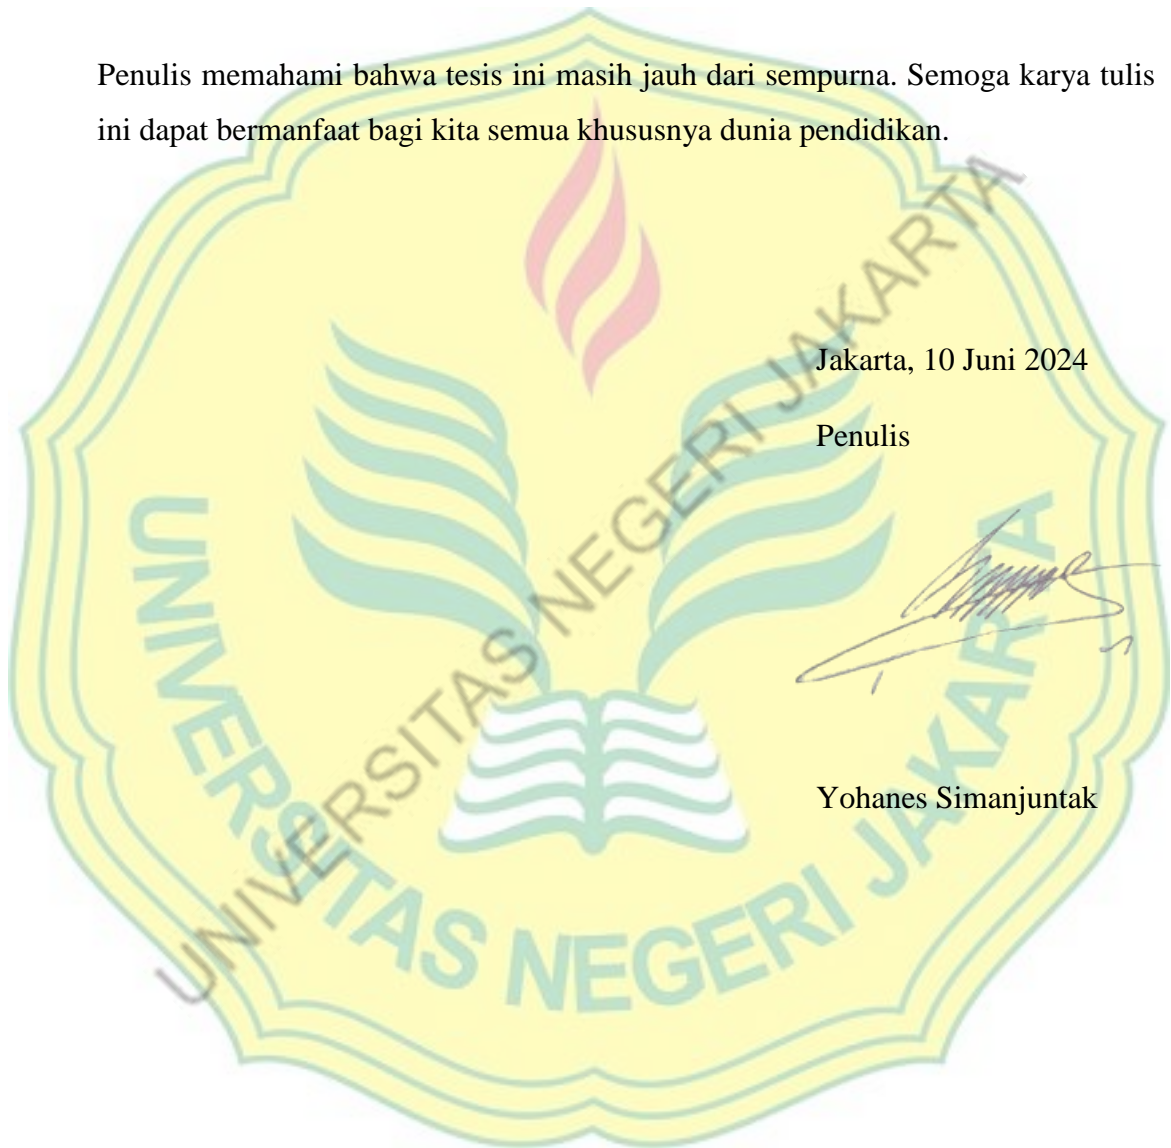 Penulis memahami bahwa tesis ini masih jauh dari sempurna. Semoga karya tulis
ini dapat bermanfaat bagi kita semua khususnya dunia pendidikan.
Jakarta, 10 Juni 2024
Penulis
Yohanes Simanjuntak
UNIVERSITAS NEGERI JAKARTA
UNIVERSITAS NEGERI JAKARTA